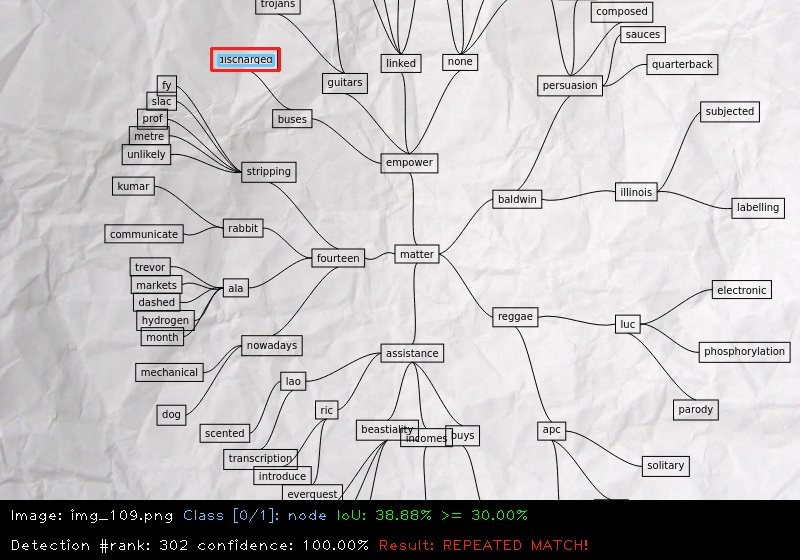 trojans
composed
sauces
discharged
linked
none
quarterback
guitars
persuasion
fy
slac
prof
metre
unlikely
buses
subjected
empower
stripping
kumar
baldwin
illinois
labelling
rabbit
communicate
fourteen
matter
trevor
markets
dashed
hydrogen
month
ala
electronic
reggae
luc
nowadays
assistance
phosphorylation
mechanical
lao
dog
ric
parody
scented
beastiality
incomes
buys
apc
transcription
introduce
everquest
solitary
Image: img_109.png Class [0/1]: node IoU: 38.88% >= 30.00%
Detection #rank: 302 confidence: 100.00% Result: REPEATED MATCH!